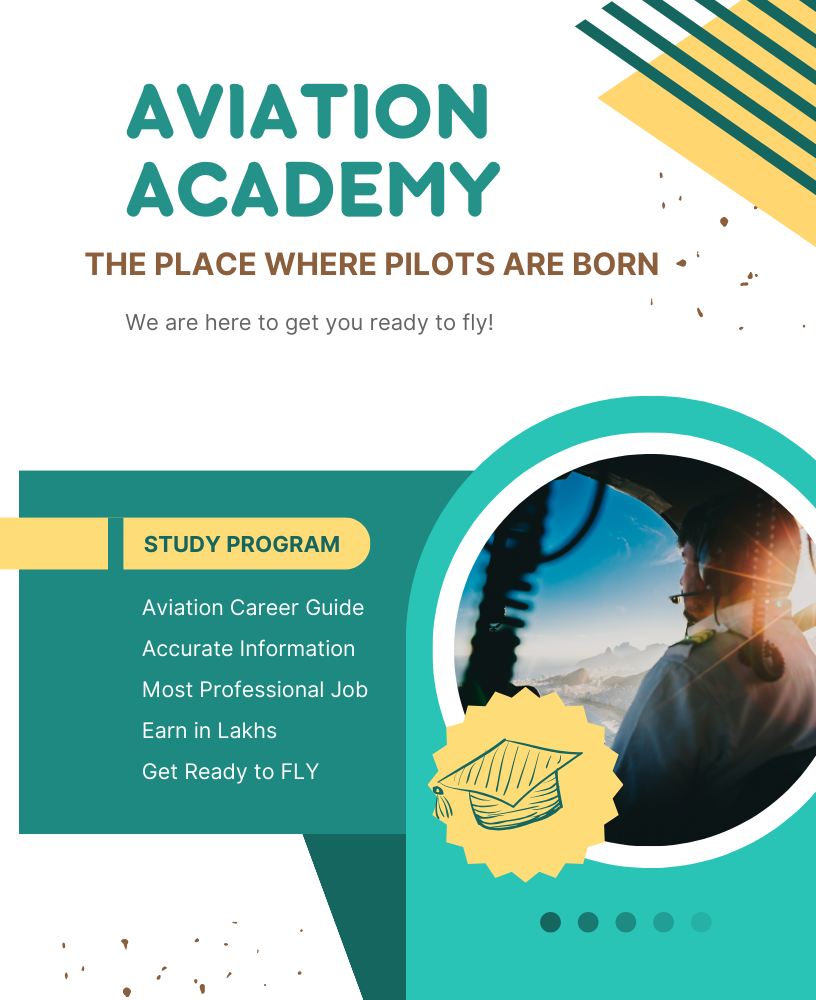 AVIATION
ACADEMY
THE PLACE WHERE PILOTS ARE BORN
We are here to get you ready to fly!
STUDY PROGRAM
Aviation Career Guide
Accurate Information
Most Professional Job
Earn in Lakhs
Get Ready to FLY